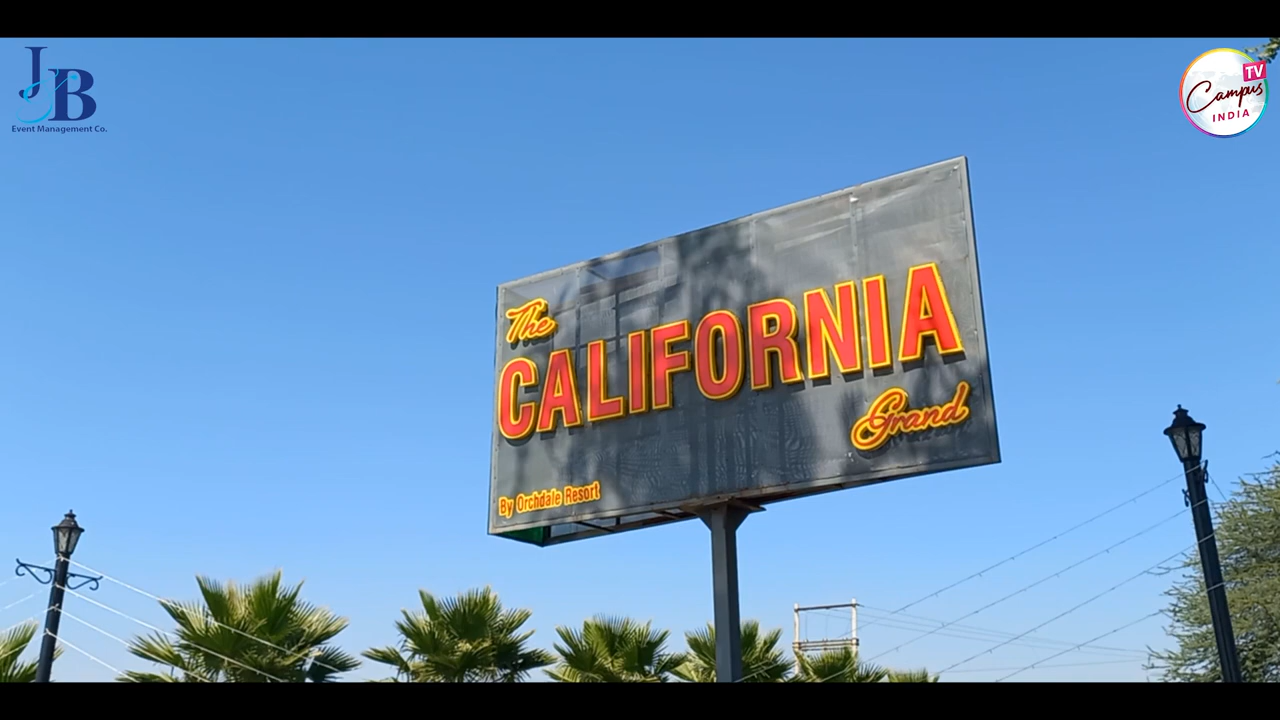 JB
Event Management Co.
TV
Campus
INDIA
The
CALIFORNIA
Grand
By Orchdale Resort